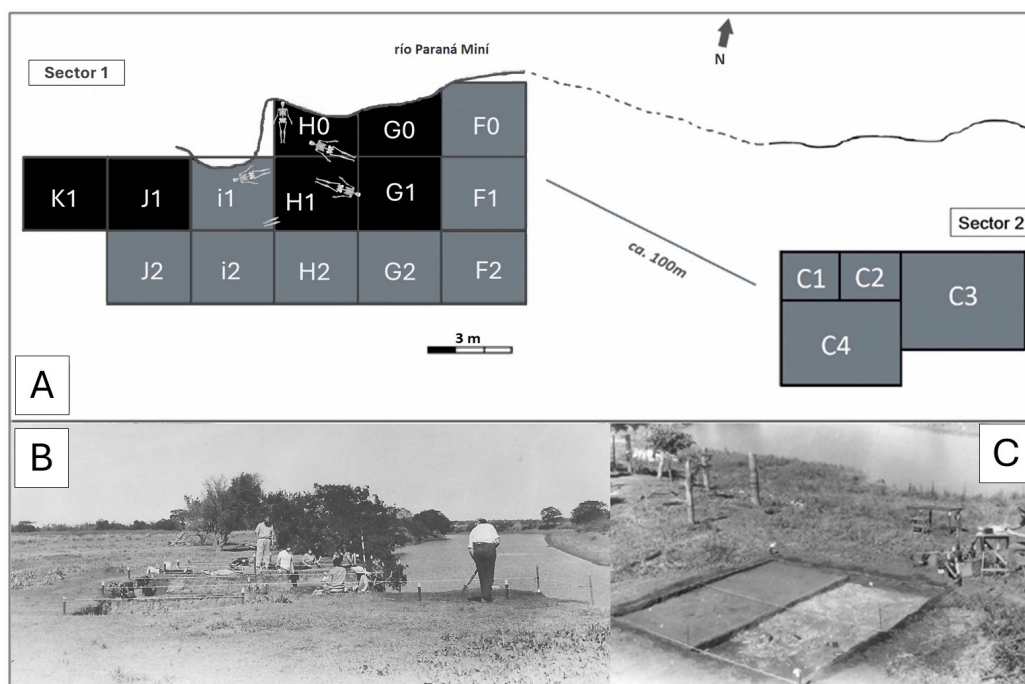 río Paraná Miní
N
Sector 1
H0
G0
F0
K1
J1
i1
H1
G1
F1
Sector 2
ca. 100m
J2
i2
H2
G2
F2
C1
C2
C3
C4
3 m
A
B
C